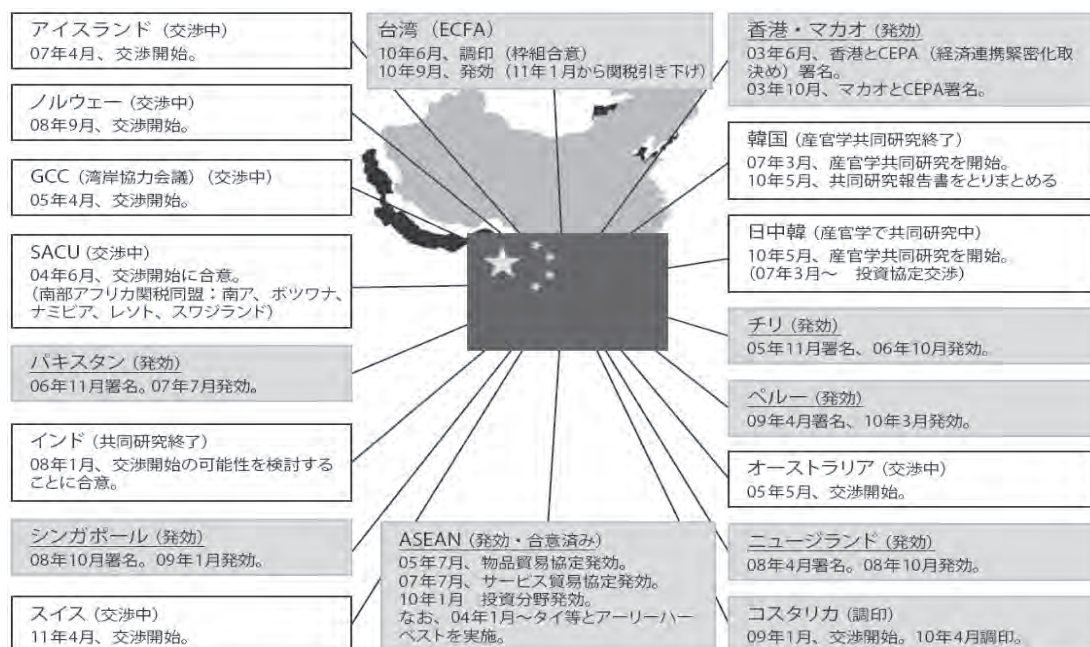 アイスランド（交渉中）
07年4月、交渉開始。
ノルウェー（交渉中）
08年9月、交渉開始。
GCC（湾岸協力会議）（交渉中）
05年4月、交渉開始。
SACU（交渉中）
04年6月、交渉開始に合意。
（南部アフリカ関税同盟：南ア、ボツワナ、
ナミビア、レソト、スワジランド）
パキスタン（発効）
06年11月署名。07年7月発効。
インド（共同研究終了）
08年1月、交渉開始の可能性を検討する
ことに合意。
シンガポール（発効）
08年10月署名。09年1月発効。
スイス（交渉中）
11年4月、交渉開始。
台湾（ECFA）
10年6月、調印（枠組合意）
10年9月、発効（11年1月から関税引き下げ）
ASEAN（発効・合意済み）
05年7月、物品貿易協定発効。
07年7月、サービス貿易協定発効。
10年1月　投資分野発効。
なお、04年1月～タイ等とアーリーハー
ベストを実施。
香港・マカオ（発効）
03年6月、香港とCEPA（経済連携緊密化取
決め）署名。
03年10月、マカオとCEPA署名。
韓国（産官学共同研究終了）
07年3月、産官学共同研究を開始。
10年5月、共同研究報告書をとりまとめる
日中韓（産官学で共同研究中）
10年5月、産官学共同研究を開始。
（07年3月～　投資協定交渉）
チリ（発効）
05年11月署名、06年10月発効。
ペルー（発効）
09年4月署名、10年3月発効。
オーストラリア（交渉中）
05年5月、交渉開始。
ニュージランド（発効）
08年4月署名。08年10月発効。
コスタリカ（調印）
09年1月、交渉開始。10年4月調印。